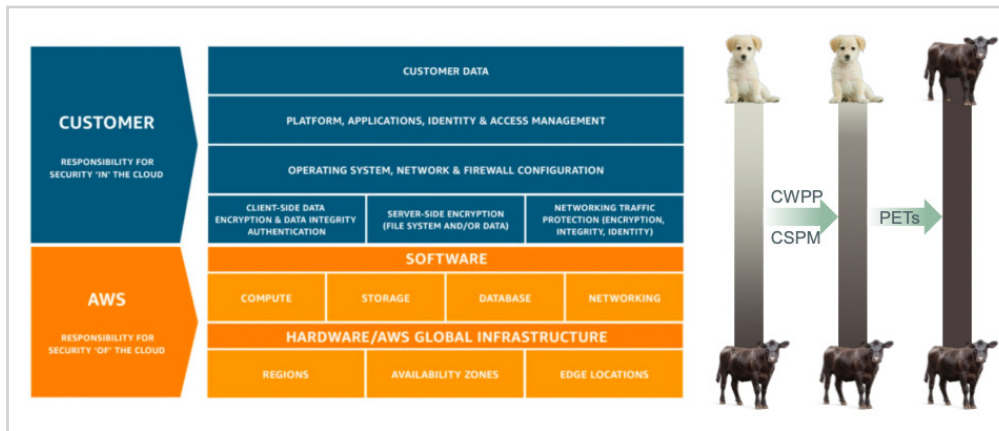 CUSTOMER
RESPONSIBILITY FOR
SECURITY ‘IN’ THE CLOUD
CUSTOMER DATA
PLATFORM, APPLICATIONS, IDENTITY & ACCESS MANAGEMENT
OPERATING SYSTEM, NETWORK & FIREWALL CONFIGURATION
CLIENT-SIDE DATA
ENCRYPTION & DATA INTEGRITY
AUTHENTICATION
SERVER-SIDE ENCRYPTION
(FILE SYSTEM AND/OR DATA)
NETWORKING TRAFFIC
PROTECTION (ENCRYPTION,
INTEGRITY, IDENTITY)
AWS
RESPONSIBILITY FOR
SECURITY ‘OF’ THE CLOUD
SOFTWARE
COMPUTE
STORAGE
DATABASE
NETWORKING
HARDWARE/AWS GLOBAL INFRASTRUCTURE
REGIONS
AVAILABILITY ZONES
EDGE LOCATIONS
CWPP
CSPM
PETs